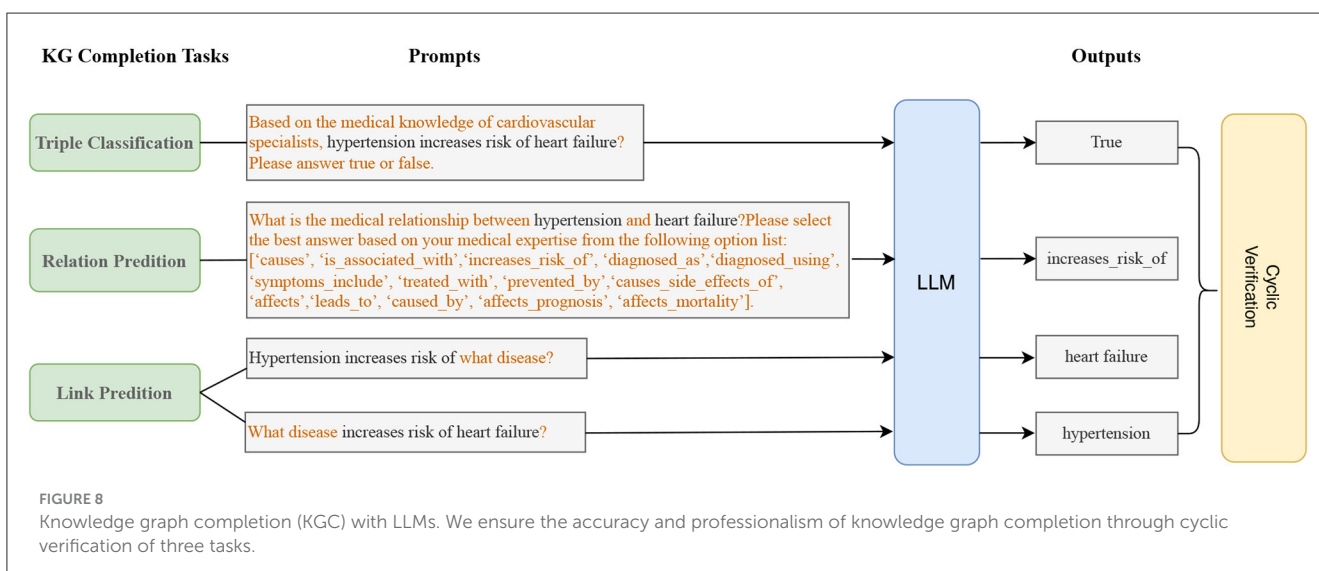 KG Completion Tasks
Prompts
Outputs
Triple Classification
Based on the medical knowledge of cardiovascular
specialists, hypertension increases risk of heart failure?
Please answer true or false.
True
Relation Predition
What is the medical relationship between hypertension and heart failure?Please select
the best answer based on your medical expertise from the following option list:
[‘causes’, ‘is_associated_with’,‘increases_risk_of’, ‘diagnosed_as’,‘diagnosed_using’,
‘symptoms_include’, ‘treated_with’, ‘prevented_by’,‘causes_side_effects_of’,
‘affects’,‘leads_to’, ‘caused_by’, ‘affects_prognosis’, ‘affects_mortality’].
increases_risk_of
LLM
Cyclic
Verification
Link Predition
Hypertension increases risk of what disease?
heart failure
What disease increases risk of heart failure?
hypertension
FIGURE 8
Knowledge graph completion (KGC) with LLMs. We ensure the accuracy and professionalism of knowledge graph completion through cyclic
verification of three tasks.